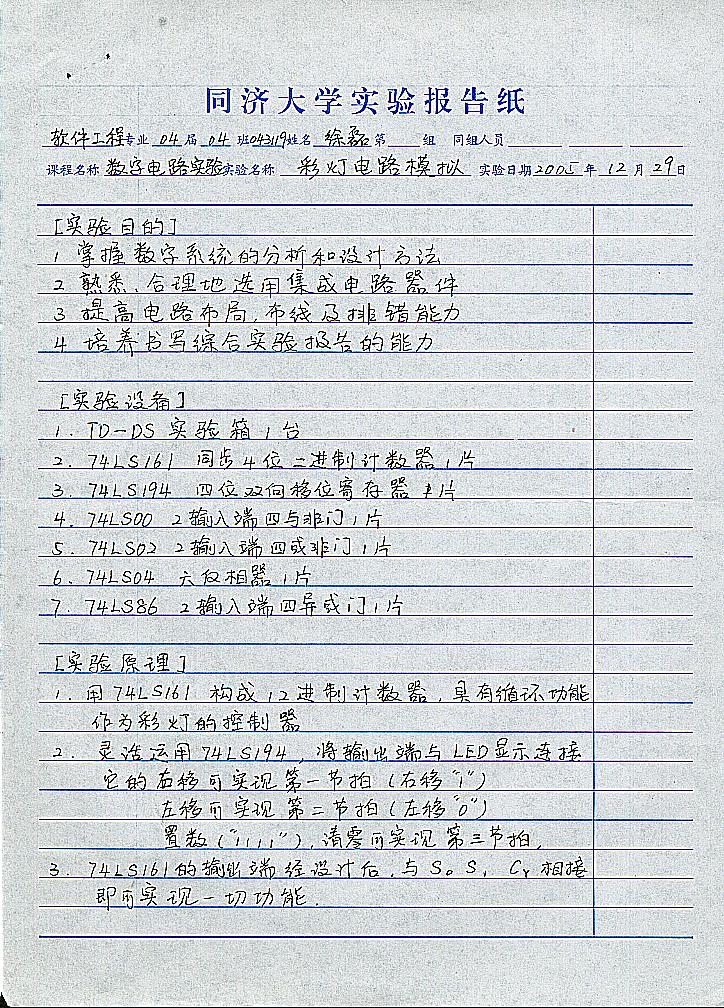 同济大学实验报告纸
软件工程专业 04 届 04 班043119姓名 徐磊 第 组 同组人员
课程名称 数字电路实验 实验名称 彩灯电路模拟 实验日期2005年 12 月 29日
[实验目的]
1 掌握数字系统的分析和设计方法
2 熟悉、合理地选用集成电路器件
3 提高电路布局,布线及排错能力
4 培养书写综合实验报告的能力
[实验设备]
1. TD-DS 实验箱 1台
2. 74LS161 同步4位二进制计数器 1片
3. 74LS194 四位双向移位寄存器 片
4. 74LS00 2输入端四与非门 1片
5. 74LS02 2输入端四或非门 1片
6. 74LS04 六反相器 1片
7. 74LS86 2输入端四异或门 1片
[实验原理]
1. 用74LS161 构成12进制计数器,具有循环功能
作为彩灯的控制器
2. 灵活运用74LS194,将输出端与LED显示连接
它的右移可实现第一节拍(右移"1")
左移可实现第二节拍(左移"0")
置数("1111"),清零可实现第三节拍.
3. 74LS161的输出端经设计后,与S0 S1 Cr相接
即可实现一切功能.